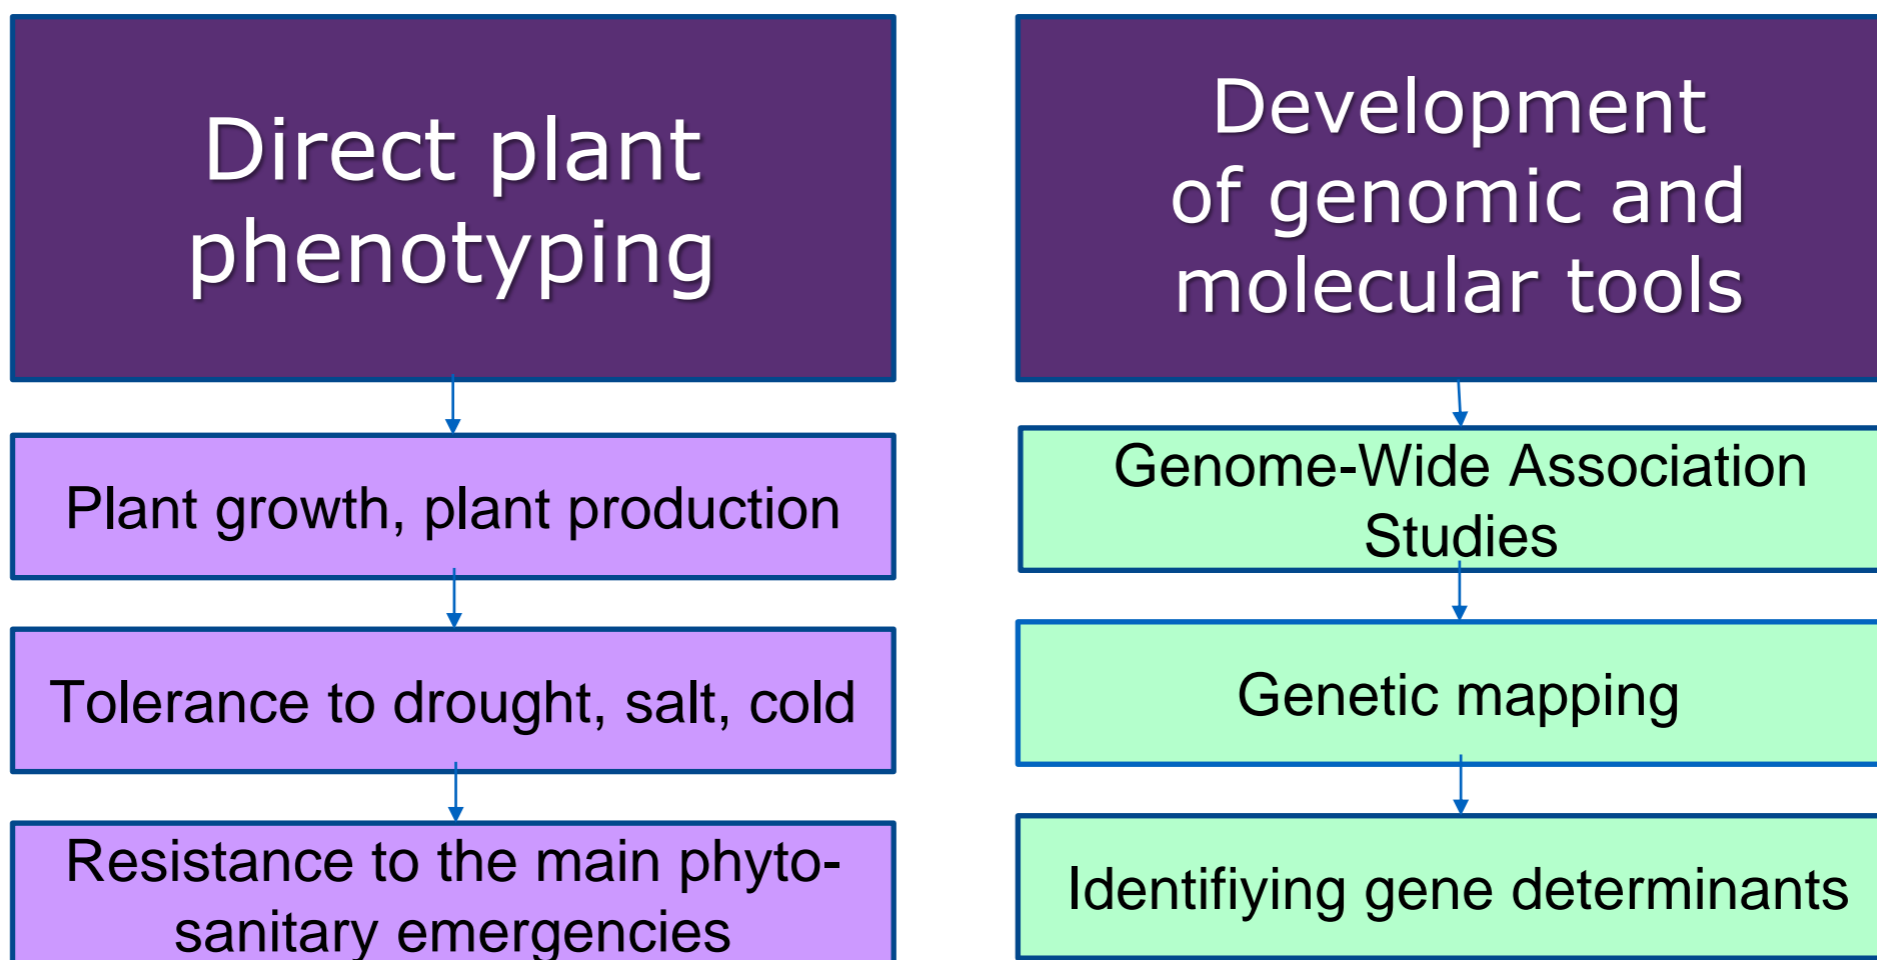 Direct plant
phenotyping
Plant growth, plant production
Tolerance to drought, salt, cold
Resistance to the main phyto-
sanitary emergencies
Development
of genomic and
molecular tools
Genome-Wide Association
Studies
Genetic mapping
Identifiying gene determinants